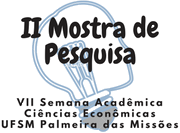 II Mostra de
Pesquisa
VII Semana Acadêmica
Ciências Econômicas
UFSM Palmeira das Missões